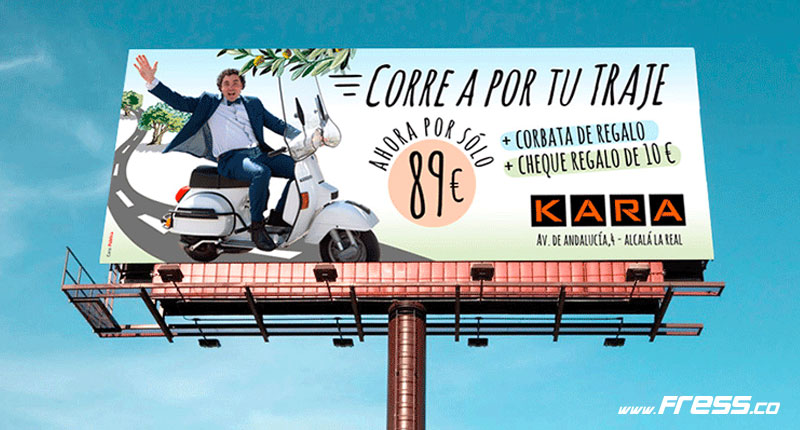 CORRE A POR TU TRAJE
AHORA POR SÓLO
89€
+ CORBATA DE REGALO
+ CHEQUE REGALO DE 10 €
KARA
AV. DE ANDALUCÍA,4 - ALCALÁ LA REAL
www.FRESS.co